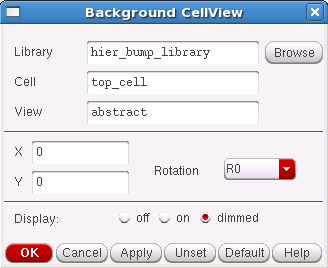 Background CellView
Library hier_bump_library Browse
Cell top_cell
View abstract
X 0
Rotation R0
Y 0
Display: off on dimmed
OK Cancel Apply Unset Default Help